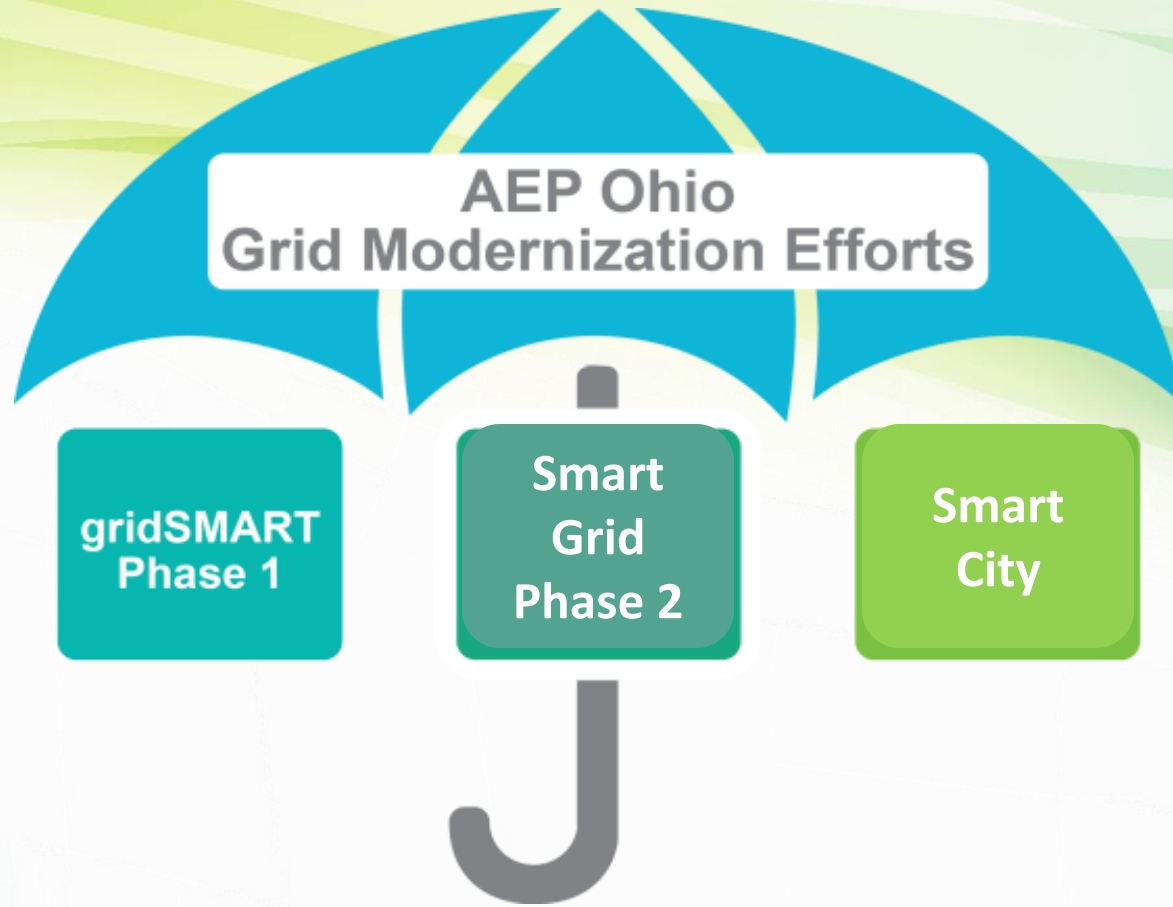 AEP Ohio
Grid Modernization Efforts
gridSMART
Phase 1
Smart
Grid
Phase 2
Smart
City